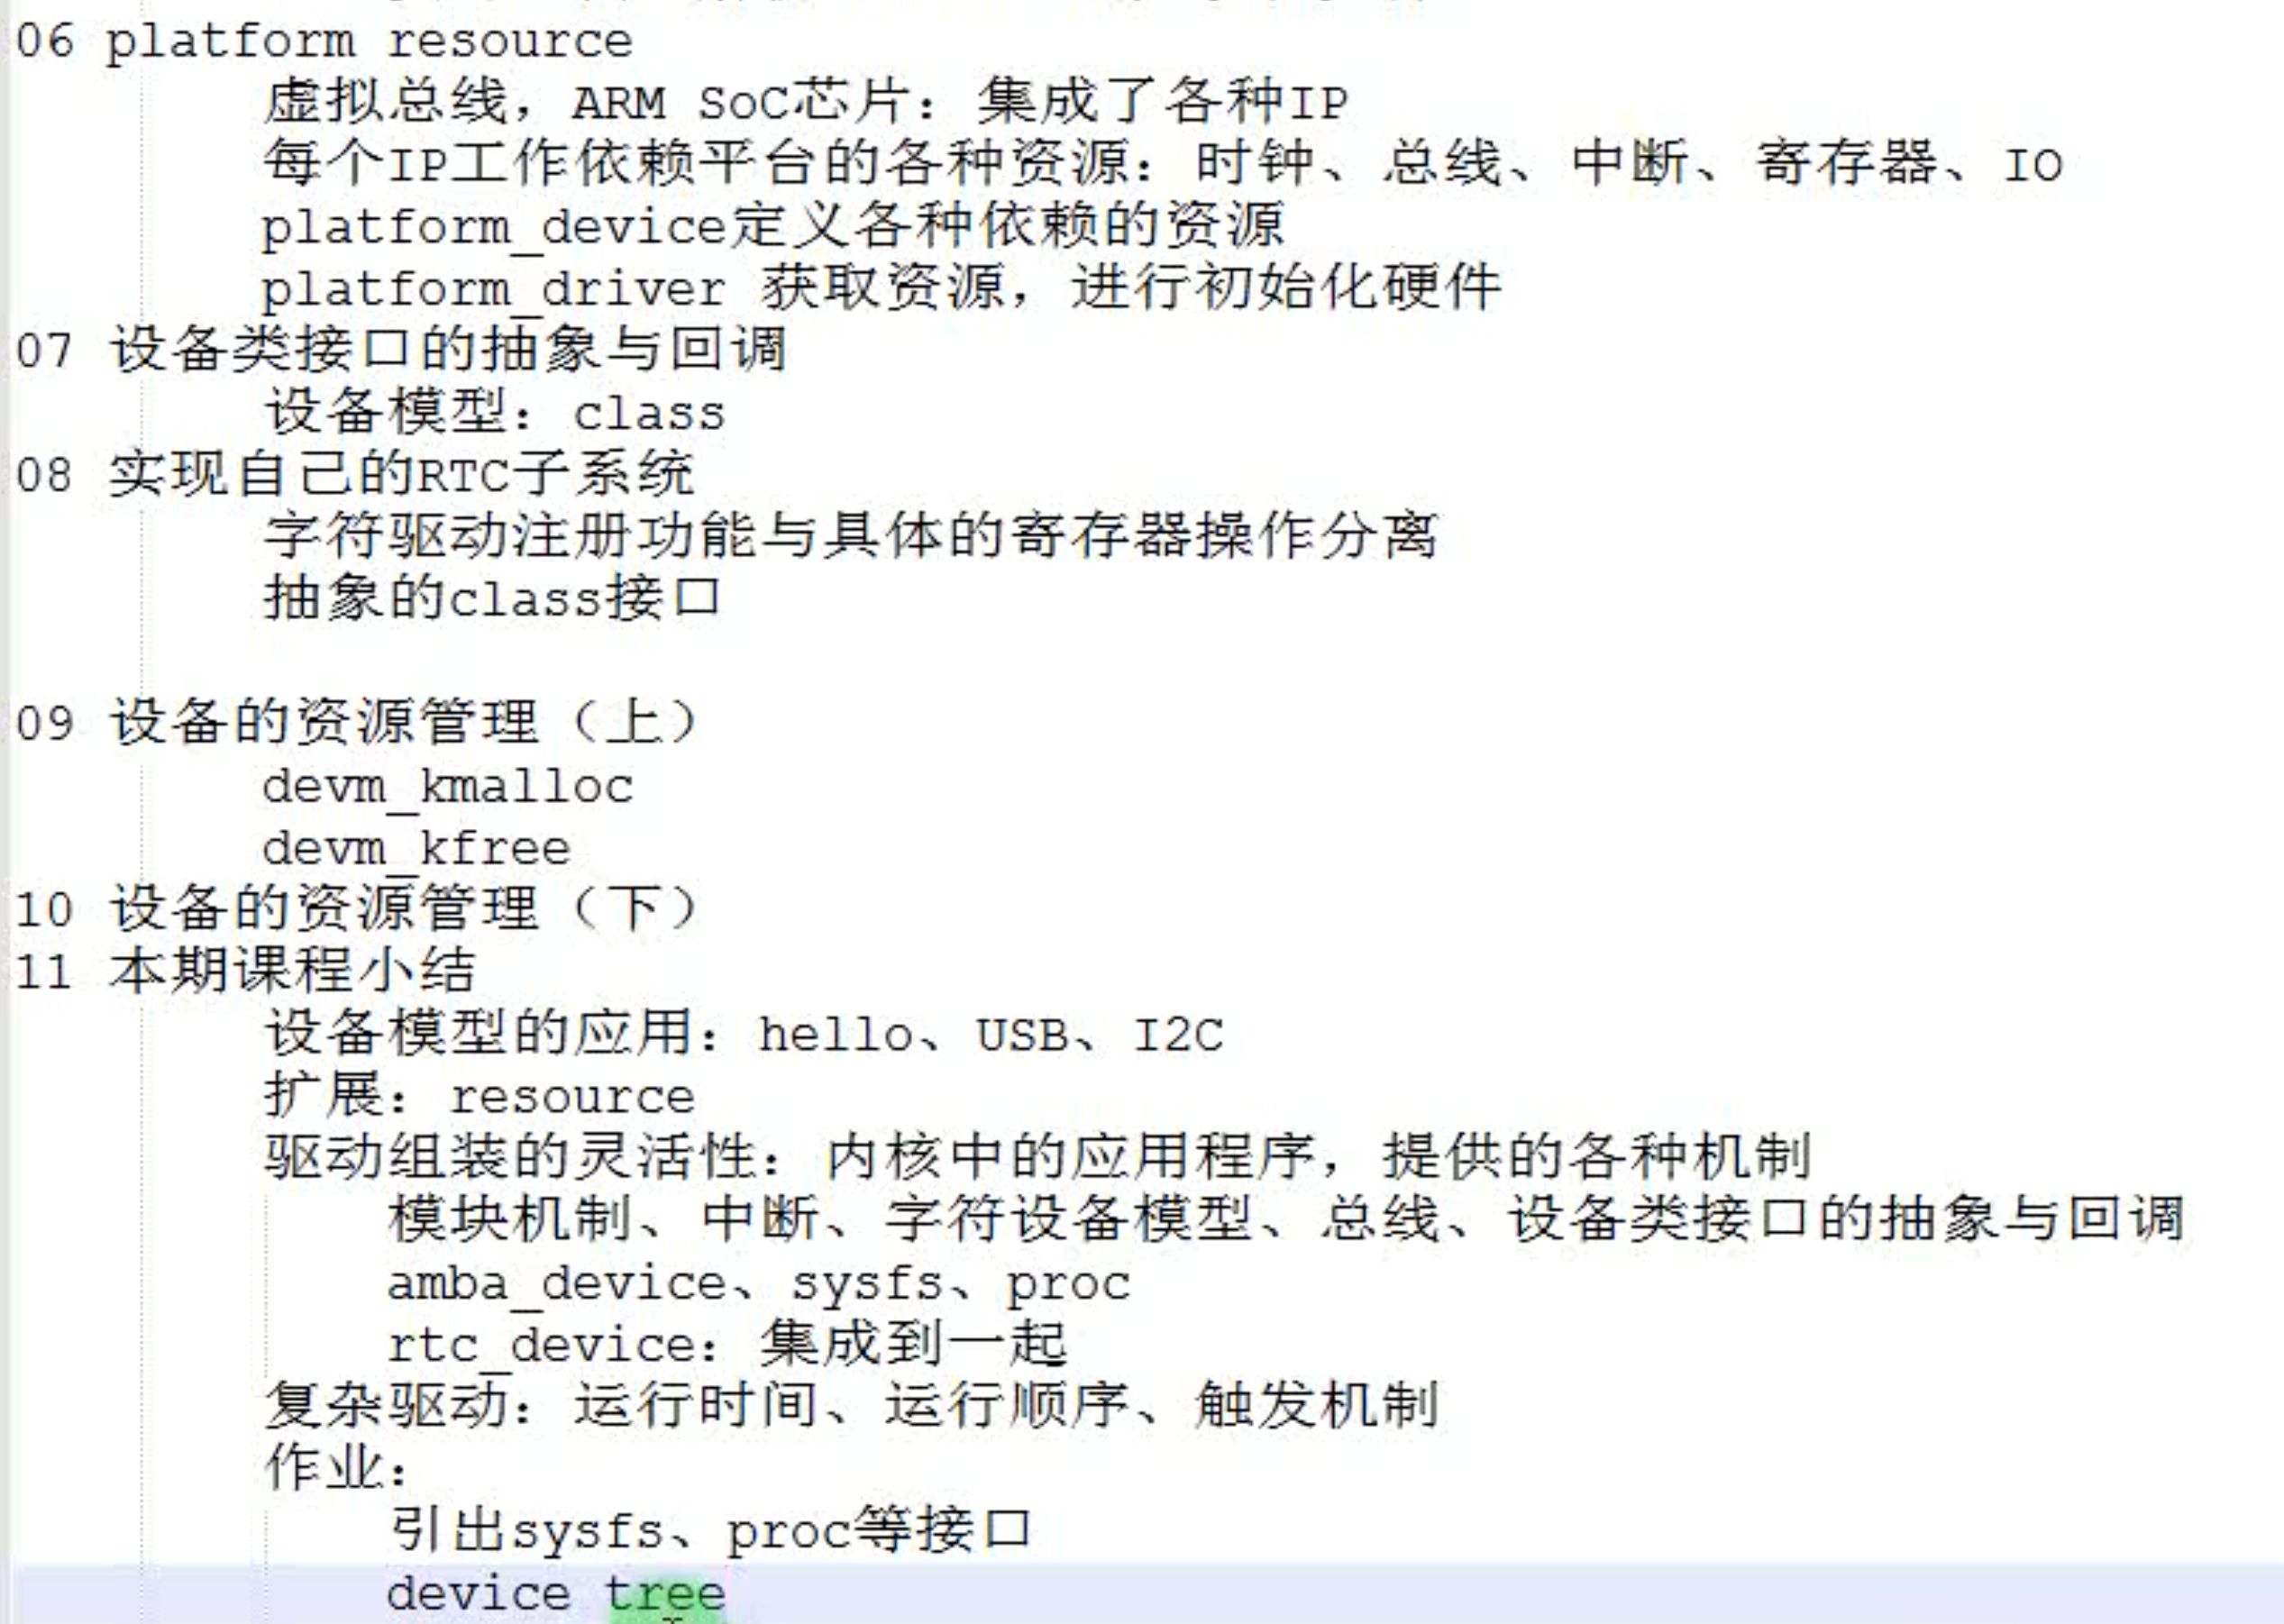 06 platform resource
虚拟总线，ARM SoC芯片：集成了各种IP
每个IP工作依赖平台的各种资源：时钟、总线、中断、寄存器、IO
platform_device定义各种依赖的资源
platform_driver 获取资源，进行初始化硬件
07 设备类接口的抽象与回调
设备模型：class
08 实现自己的RTC子系统
字符驱动注册功能与具体的寄存器操作分离
抽象的class接口
09 设备的资源管理（上）
devm_kmalloc
devm_kfree
10 设备的资源管理（下）
11 本期课程小结
设备模型的应用：hello、USB、I2C
扩展：resource
驱动组装的灵活性：内核中的应用程序，提供的各种机制
模块机制、中断、字符设备模型、总线、设备类接口的抽象与回调
amba_device、sysfs、proc
rtc_device：集成到一起
复杂驱动：运行时间、运行顺序、触发机制
作业：
引出sysfs、proc等接口
device tree